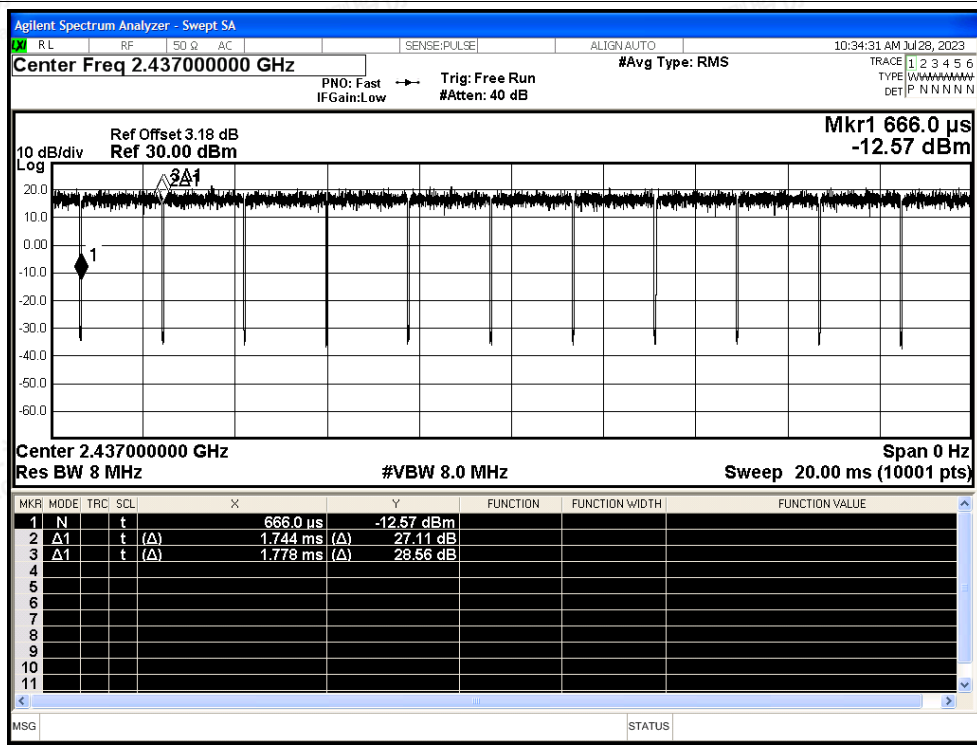 Agilent Spectrum Analyzer - Swept SA
LXI RL RF 50 Ω AC SENSE:PULSE ALIGN AUTO 10:34:31 AM Jul 28, 2023
Center Freq 2.437000000 GHz
PNO: Fast
IFGain:Low
Trig: Free Run
#Atten: 40 dB
#Avg Type: RMS
TRACE 1 2 3 4 5 6
TYPE
DET P N N N N N
Ref Offset 3.18 dB
10 dB/div Ref 30.00 dBm
Mkr1 666.0 µs
-12.57 dBm
Log
20.0
10.0
0.00
-10.0
-20.0
-30.0
-40.0
-50.0
-60.0
1
Center 2.437000000 GHz Span 0 Hz
Res BW 8 MHz #VBW 8.0 MHz Sweep 20.00 ms (10001 pts)
MKR MODE TRC SCL X Y FUNCTION FUNCTION WIDTH FUNCTION VALUE
1 N t 666.0 µs -12.57 dBm
2 Δ1 t (Δ) 1.744 ms (Δ) 27.11 dB
3 Δ1 t (Δ) 1.778 ms (Δ) 28.56 dB
4
5
6
7
8
9
10
11
MSG STATUS